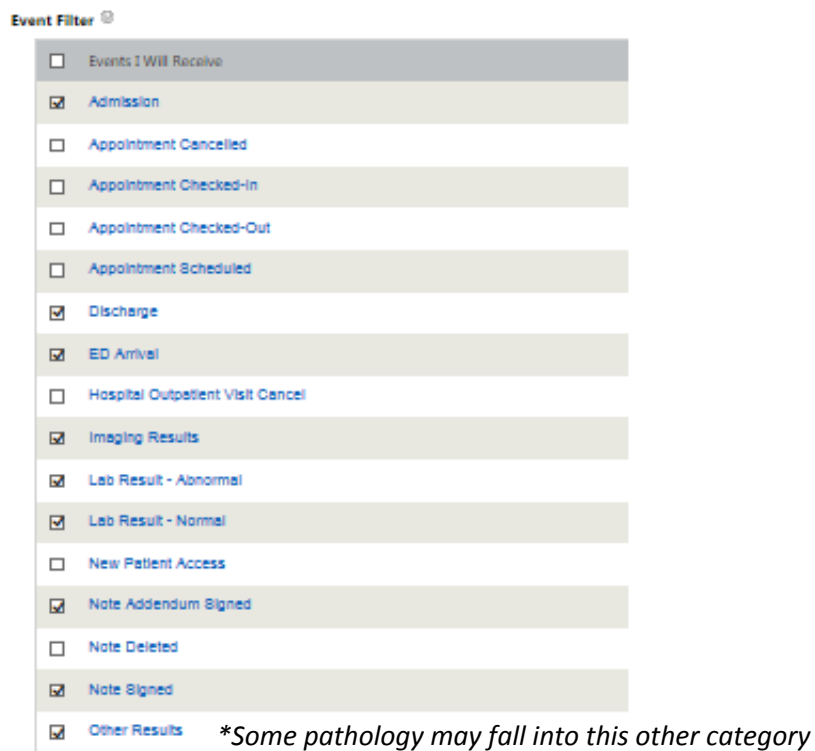 Event Filter
Events I Will Receive
Admission
Appointment Cancelled
Appointment Checked-In
Appointment Checked-Out
Appointment Scheduled
Discharge
ED Arrival
Hospital Outpatient Visit Cancel
Imaging Results
Lab Result - Abnormal
Lab Result - Normal
New Patient Access
Note Addendum Signed
Note Deleted
Note Signed
Other Results *Some pathology may fall into this other category